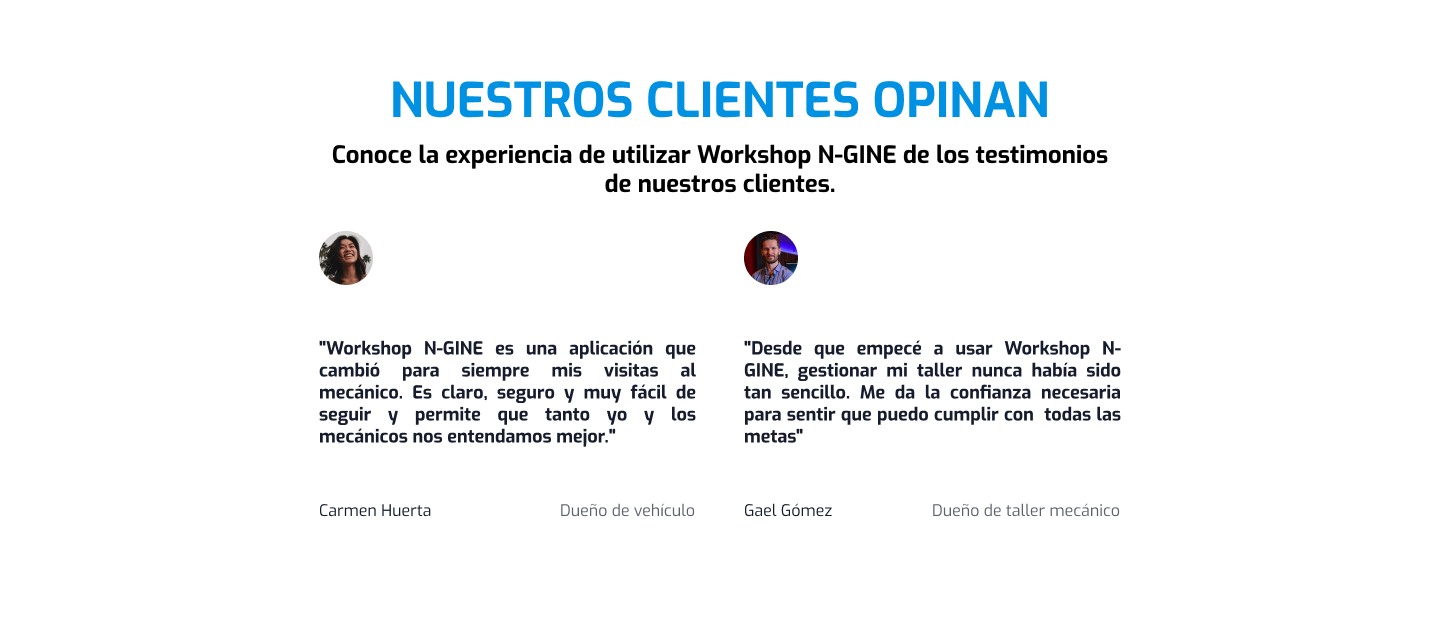 NUESTROS CLIENTES OPINAN
Conoce la experiencia de utilizar Workshop N-GINE de los testimonios
de nuestros clientes.
"Workshop N-GINE es una aplicación que
cambió para siempre mis visitas al
mecánico. Es claro, seguro y muy fácil de
seguir y permite que tanto yo y los
mecánicos nos entendamos mejor."
Carmen Huerta
Dueño de vehículo
"Desde que empecé a usar Workshop N-
GINE, gestionar mi taller nunca había sido
tan sencillo. Me da la confianza necesaria
para sentir que puedo cumplir con  todas las
metas"
Gael Gómez
Dueño de taller mecánico